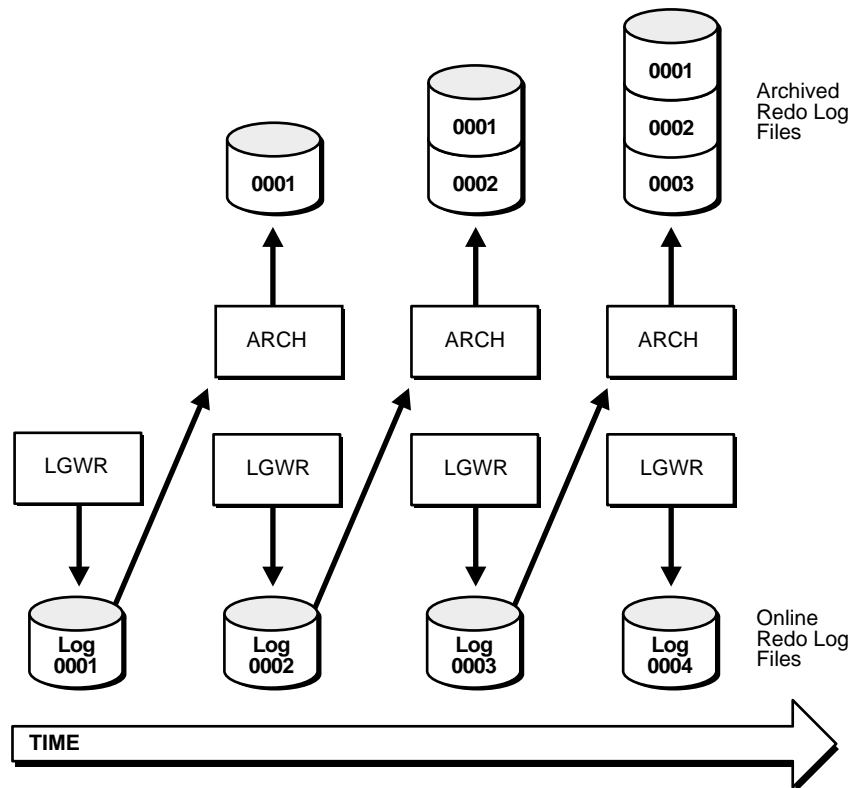 0001
0001
0002
0001
0002
0003
Archived
Redo Log
Files
ARCH
ARCH
ARCH
LGWR
LGWR
LGWR
LGWR
Log
0001
Log
0002
Log
0003
Log
0004
Online
Redo Log
Files
TIME